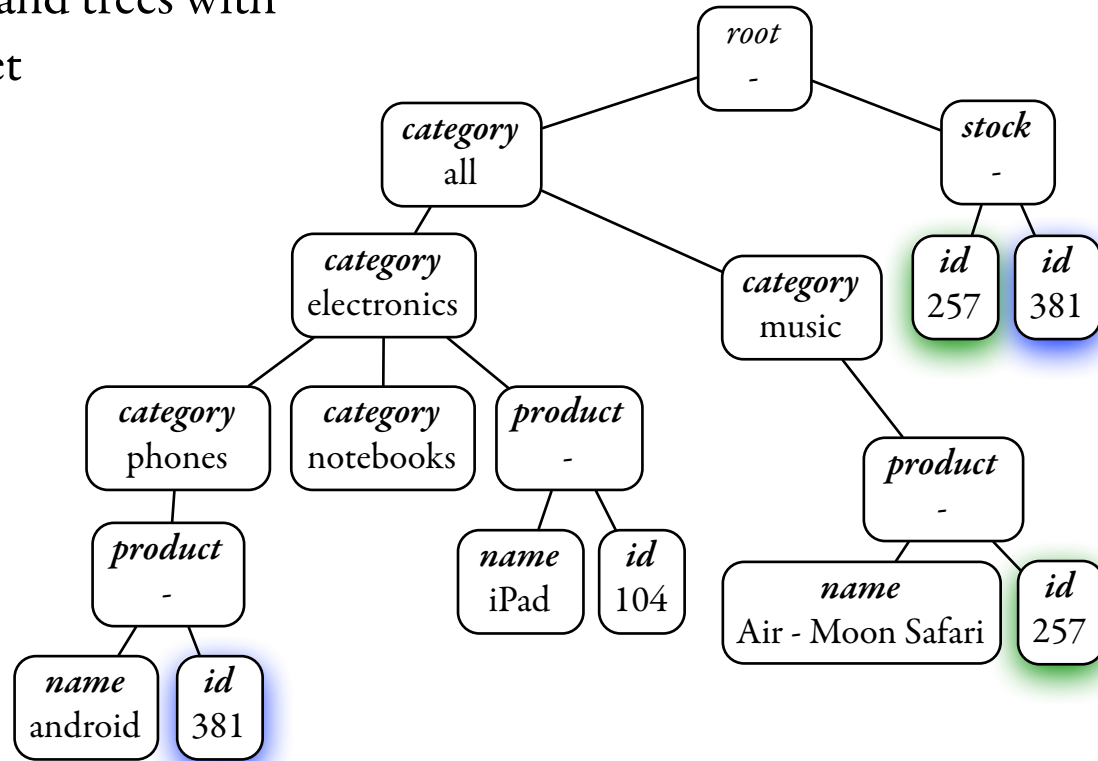 and trees with
et
root
-
category
all
stock
-
category
electronics
category
music
id
257
id
381
category
phones
category
notebooks
product
-
product
-
product
-
name
iPad
id
104
name
Air - Moon Safari
id
257
name
android
id
381